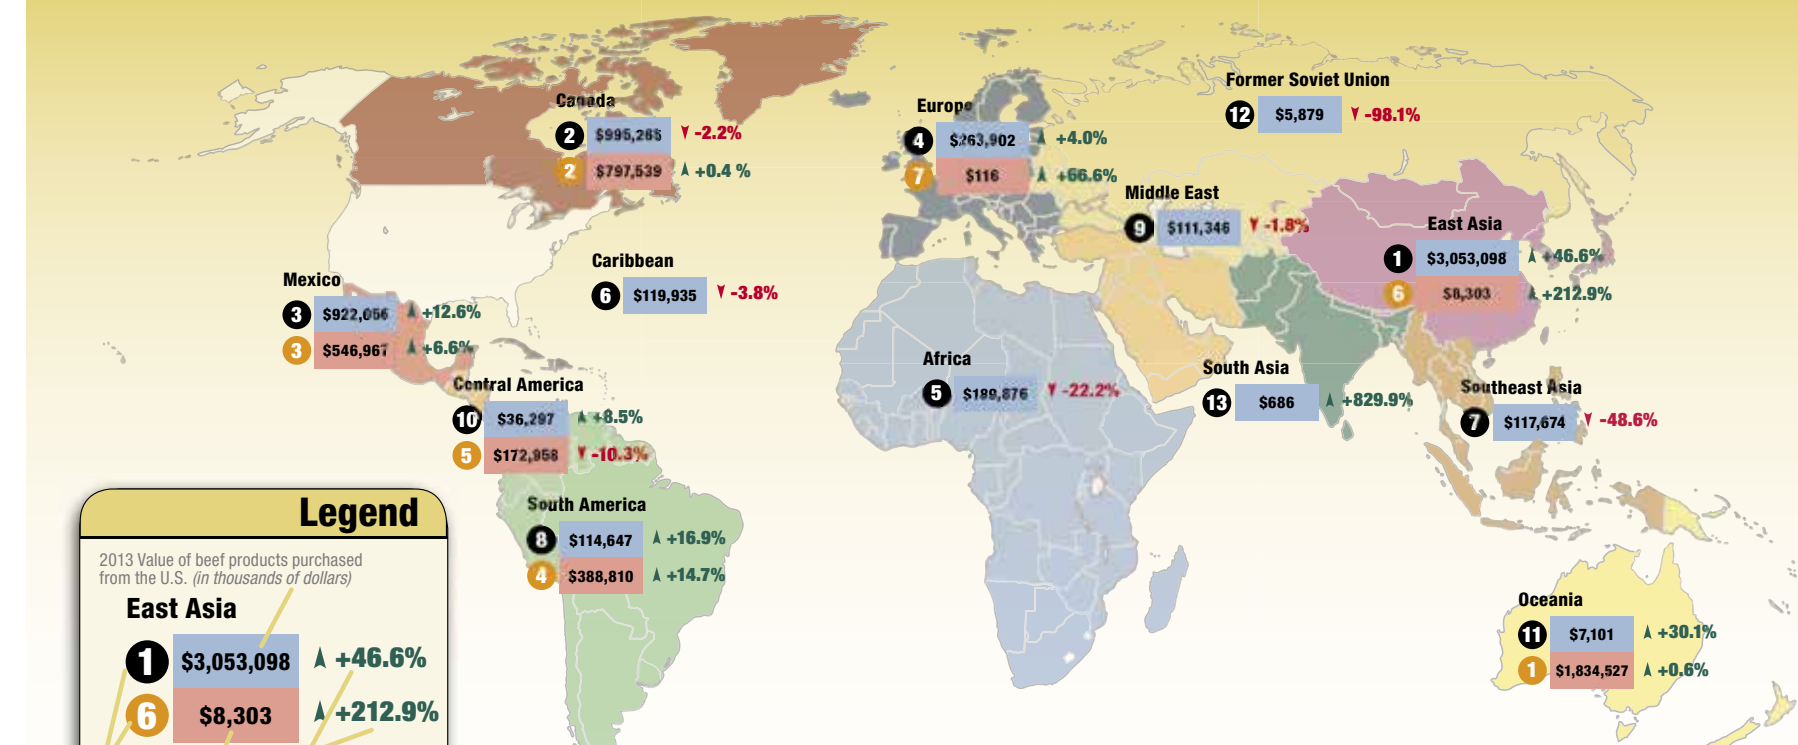 Former Soviet Union
12 $5,879 -98.1%
Canada
2 $995,265 -2.2%
2 $797,539 +0.4 %
Europe
4 $263,902 +4.0%
7 $116 +66.6%
Middle East
9 $111,346 -1.8%
East Asia
1 $3,053,098 +46.6%
6 $8,303 +212.9%
Caribbean
6 $119,935 -3.8%
Mexico
3 $922,056 +12.6%
3 $546,967 +6.6%
Africa
5 $189,876 -22.2%
South Asia
13 $686 +829.9%
Southeast Asia
7 $117,674 -48.6%
Central America
10 $36,297 +8.5%
5 $172,958 -10.3%
South America
8 $114,647 +16.9%
4 $388,810 +14.7%
Oceania
11 $7,101 +30.1%
1 $1,834,527 +0.6%
Legend
2013 Value of beef products purchased
from the U.S. (in thousands of dollars)
East Asia
1 $3,053,098 +46.6%
6 $8,303 +212.9%